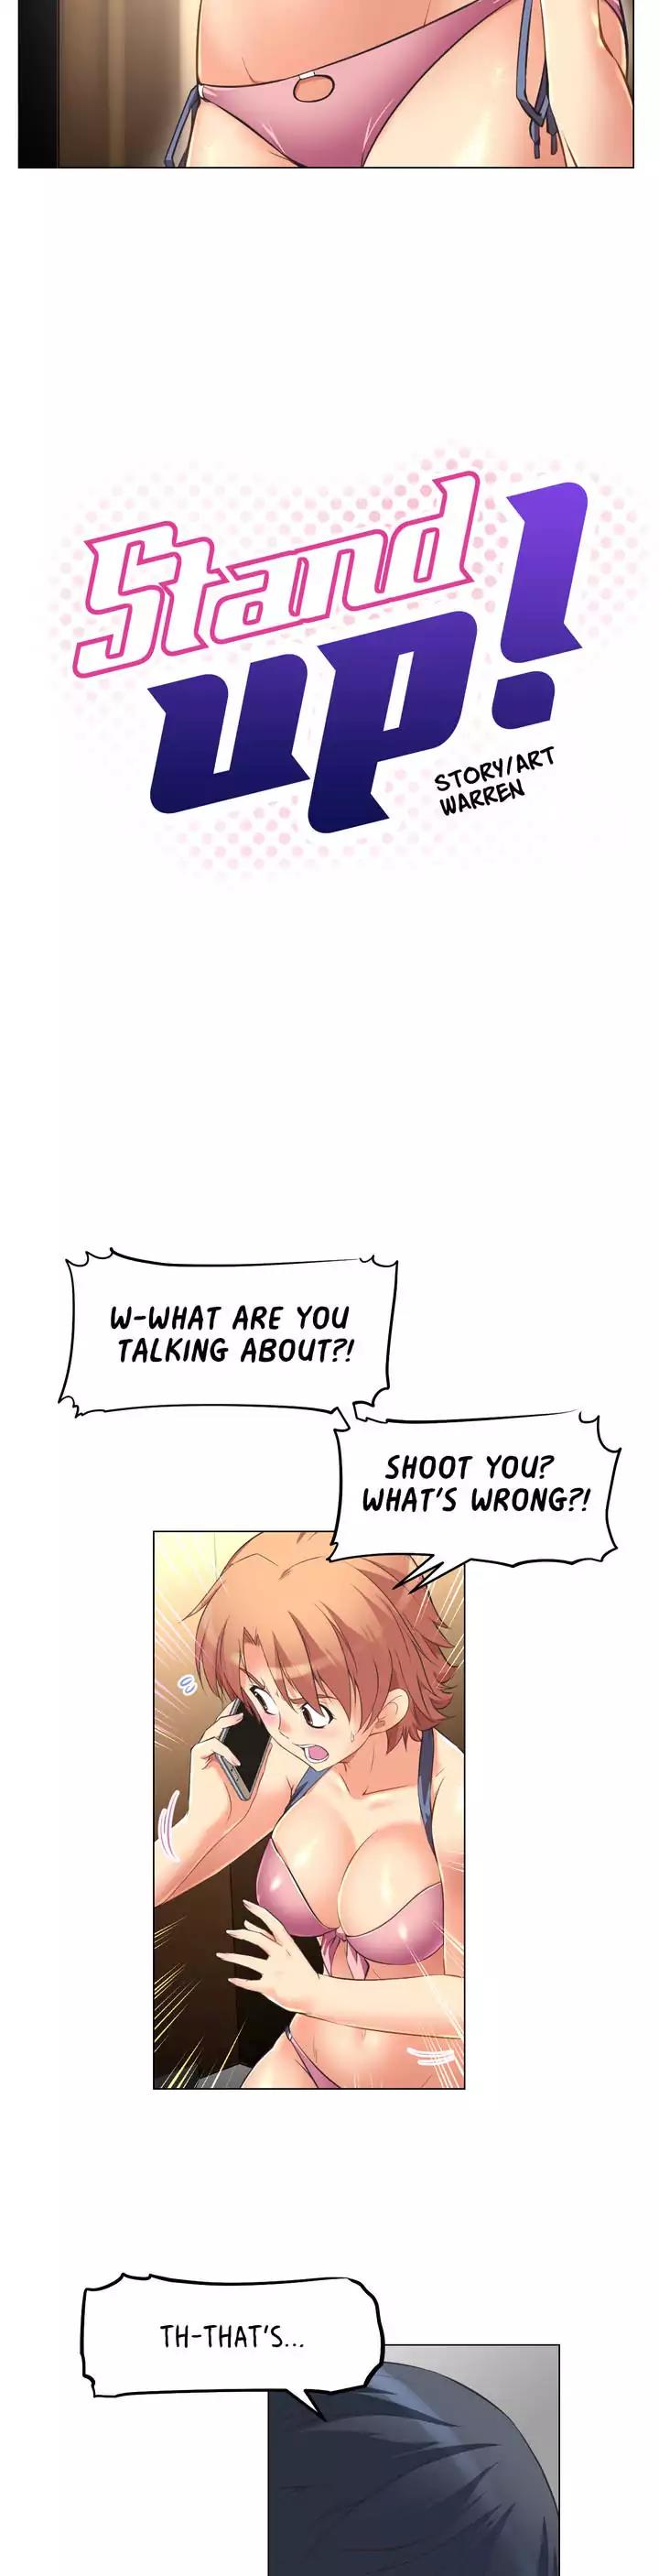 Stand
up!
STORY/ART
WARREN
W-WHAT ARE YOU
TALKING ABOUT?!
SHOOT YOU?
WHAT'S WRONG?!
TH-THAT'S...